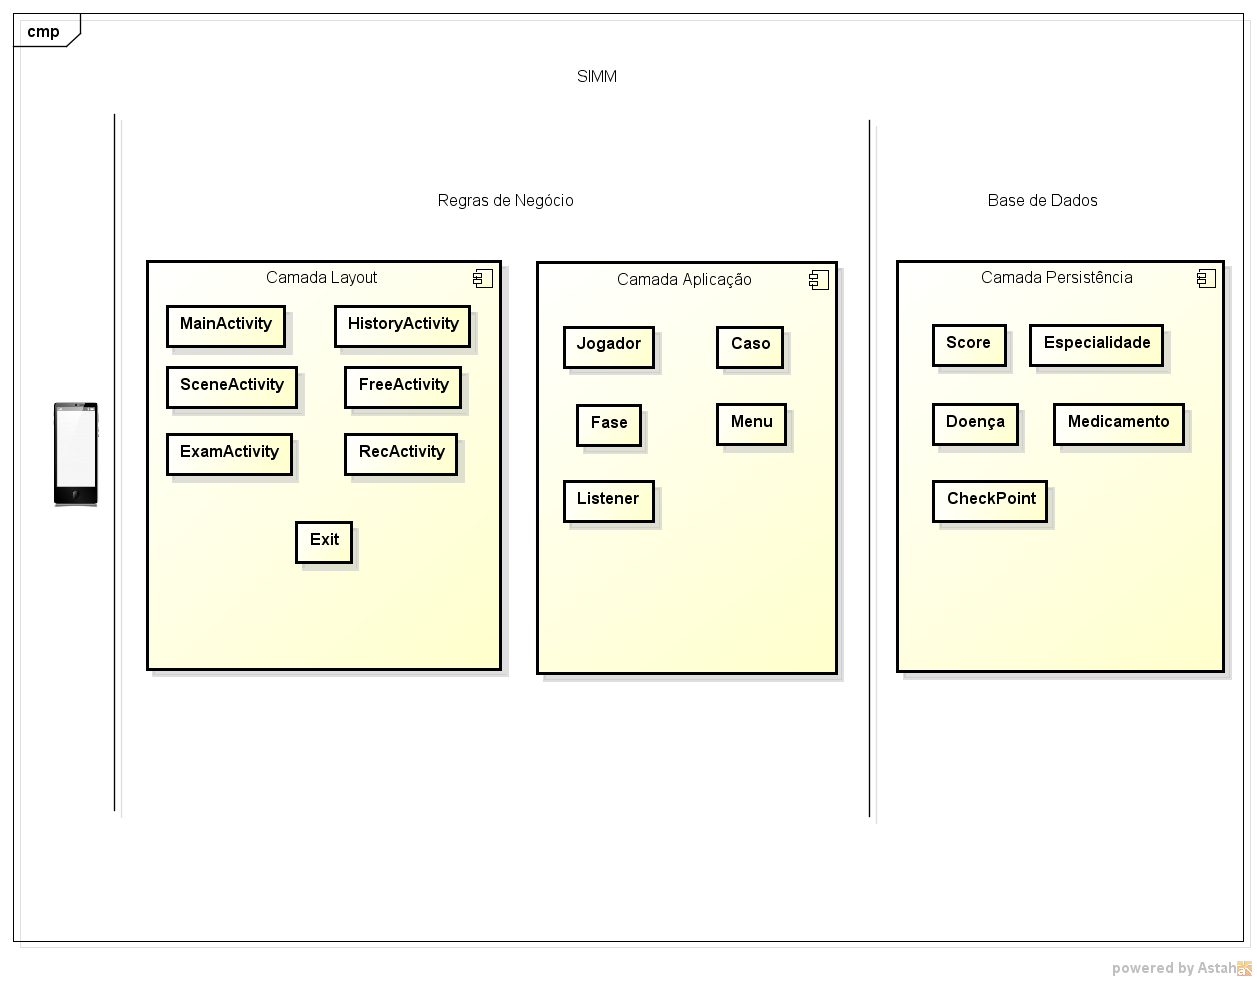 cmp
SIMM
Regras de Negócio
Base de Dados
Camada Layout
MainActivity
HistoryActivity
SceneActivity
FreeActivity
ExamActivity
RecActivity
Exit
Camada Aplicação
Jogador
Caso
Fase
Menu
Listener
Camada Persistência
Score
Especialidade
Doença
Medicamento
CheckPoint
powered by Astah